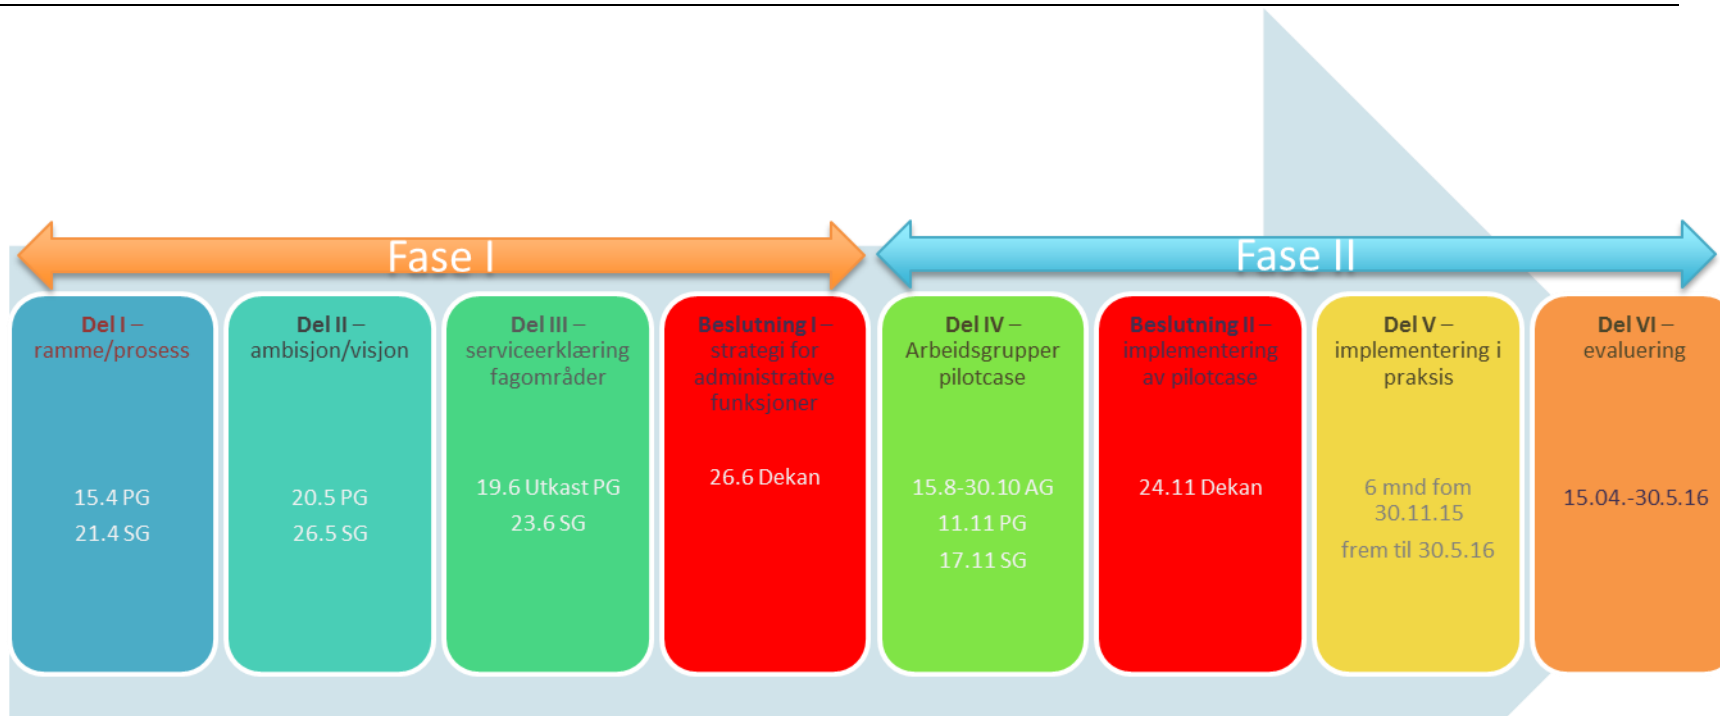 Fase I
Fase II
Del I –
ramme/prosess
15.4 PG
21.4 SG
Del II –
ambisjon/visjon
20.5 PG
26.5 SG
Del III –
serviceerklæring
fagområder
19.6 Utkast PG
23.6 SG
Beslutning I –
strategi for
administrative
funksjoner
26.6 Dekan
Del IV –
Arbeidsgrupper
pilotcase
15.8-30.10 AG
11.11 PG
17.11 SG
Beslutning II –
implementering
av pilotcase
24.11 Dekan
Del V –
implementering i
praksis
6 mnd fom
30.11.15
frem til 30.5.16
Del VI –
evaluering
15.04.-30.5.16